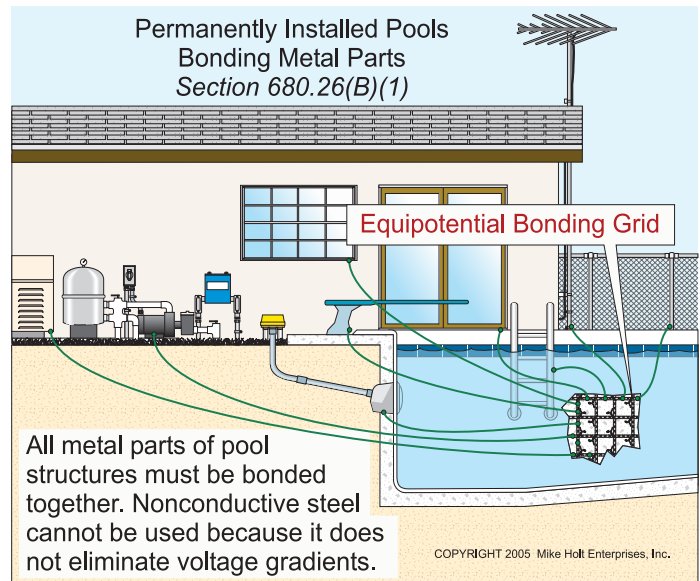 Permanently Installed Pools
Bonding Metal Parts
Section 680.26(B)(1)
Equipotential Bonding Grid
All metal parts of pool
structures must be bonded
together. Nonconductive steel
cannot be used because it does
not eliminate voltage gradients.
COPYRIGHT 2005 Mike Holt Enterprises, Inc.